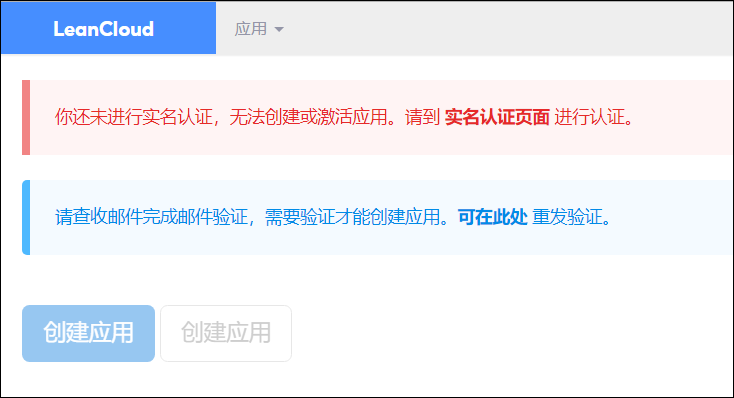 LeanCloud
应用
你还未进行实名认证，无法创建或激活应用。请到 实名认证页面 进行认证。
请查收邮件完成邮件验证，需要验证才能创建应用。可在此处 重发验证。
创建应用 创建应用